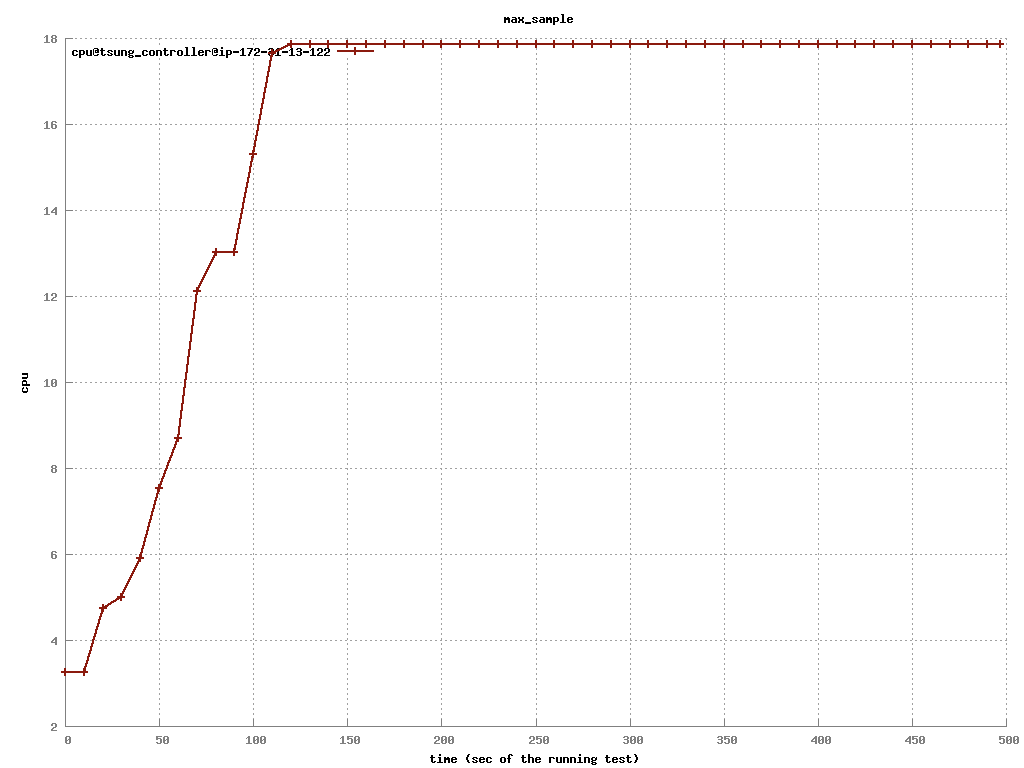 max_sample
18
cpu@tsung_controller@ip-172-31-13-122
16
14
12
10
cpu
8
6
4
2
0 50 100 150 200 250 300 350 400 450 500
time (sec of the running test)